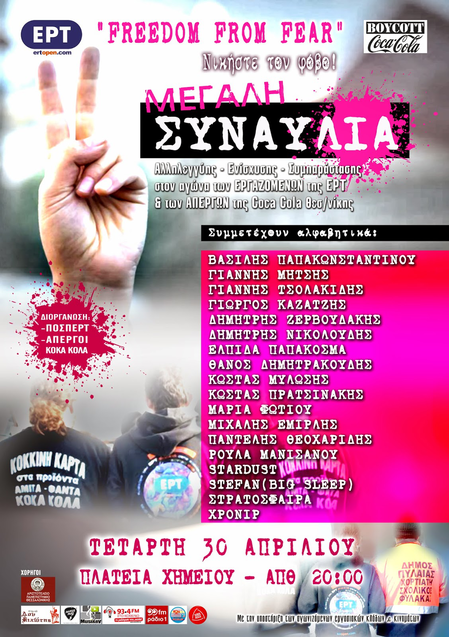 ΕΡΤ
ertopen.com
"FREEDOM FROM FEAR"
Νικήστε τον φόβο!
BOYCOTT
Coca-Cola
ΜΕΓΑΛΗ
ΣΥΝΑΥΛΙΑ
Αλληλεγγύης - Ενίσχυσης - Συμπαράστασης
στον αγώνα των ΕΡΓΑΖΟΜΕΝΩΝ της ΕΡΤ
& των ΑΠΕΡΓΩΝ της Coca Cola Θεσ/νίκης
Συμμετέχουν αλφαβητικά:
ΒΑΣΙΛΗΣ ΠΑΠΑΚΩΝΣΤΑΝΤΙΝΟΥ
ΓΙΑΝΝΗΣ ΜΗΤΣΗΣ
ΓΙΑΝΝΗΣ ΤΣΟΛΑΚΙΔΗΣ
ΓΙΩΡΓΟΣ ΚΑΖΑΤΖΗΣ
ΔΗΜΗΤΡΗΣ ΖΕΡΒΟΥΔΑΚΗΣ
ΔΗΜΗΤΡΗΣ ΝΙΚΟΛΟΥΔΗΣ
ΕΛΠΙΔΑ ΠΑΠΑΚΟΣΜΑ
ΘΑΝΟΣ ΔΗΜΗΤΡΑΚΟΥΔΗΣ
ΚΩΣΤΑΣ ΜΥΛΩΣΗΣ
ΚΩΣΤΑΣ ΠΡΑΤΣΙΝΑΚΗΣ
ΜΑΡΙΑ ΦΩΤΙΟΥ
ΜΙΧΑΛΗΣ ΕΜΙΡΛΗΣ
ΠΑΝΤΕΛΗΣ ΘΕΟΧΑΡΙΔΗΣ
ΡΟΥΛΑ ΜΑΝΙΣΑΝΟΥ
STARDUST
STEFAN(BIG SLEEP)
ΣΤΡΑΤΟΣΦΑΙΡΑ
ΧΡΟΝΙΡ
ΔΙΟΡΓΑΝΩΣΗ:
-ΠΟΣΠΕΡΤ
-ΑΠΕΡΓΟΙ
ΚΟΚΑ ΚΟΛΑ
ΚΟΚΚΙΝΗ ΚΑΡΤΑ
στα προϊόντα
ΑΜΙΤΑ-ΦΑΝΤΑ
ΚΟΚΑ ΚΟΛΑ
ΕΡΤ
ΤΕΤΑΡΤΗ 30 ΑΠΡΙΛΙΟΥ
ΠΛΑΤΕΙΑ ΧΗΜΕΙΟΥ - ΑΠΘ 20:00
ΔΗΜΟΣ
ΠΥΛΑΙΑΣ
ΧΟΡΤΙΑΤΗ
ΣΧΟΛΙΚΟΙ
ΦΥΛΑΚΕΣ
ΧΟΡΗΓΟΙ
ΑΡΙΣΤΟΤΕΛΕΙΟ
ΠΑΝΕΠΙΣΤΗΜΙΟ
ΘΕΣΣΑΛΟΝΙΚΗΣ
93.4FM
Με την υποστήριξη των αγωνιζόμενων εργασιακών κλάδων & κινημάτων